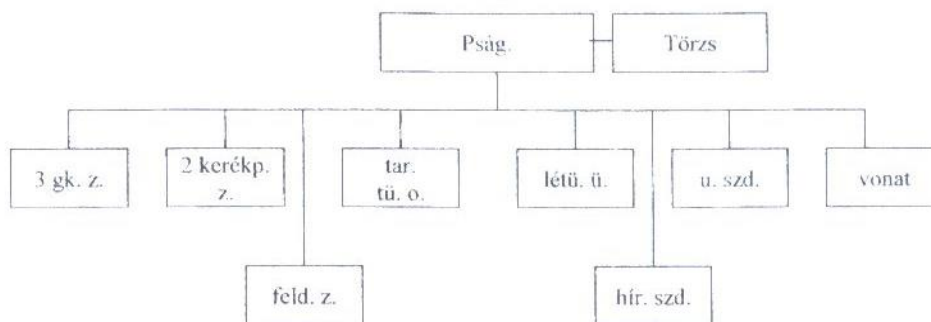 Pság.
Törzs
3 gk. z.
2 kerékp.
z.
tar.
tü. o.
létü. ü.
u. szd.
vonat
feld. z.
hír. szd.